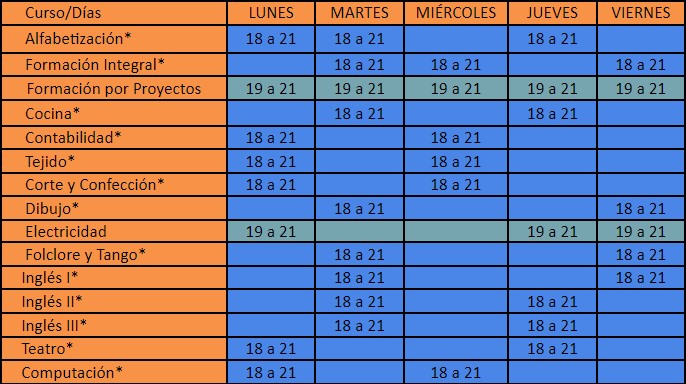 Curso/Días LUNES MARTES MIÉRCOLES JUEVES VIERNES
Alfabetización* 18 a 21 18 a 21 18 a 21
Formación Integral* 18 a 21 18 a 21 18 a 21
Formación por Proyectos 19 a 21 19 a 21 19 a 21 19 a 21 19 a 21
Cocina* 18 a 21 18 a 21
Contabilidad* 18 a 21 18 a 21
Tejido* 18 a 21 18 a 21
Corte y Confección* 18 a 21 18 a 21
Dibujo* 18 a 21 18 a 21
Electricidad 19 a 21 19 a 21 19 a 21
Folclore y Tango* 18 a 21 18 a 21
Inglés I* 18 a 21 18 a 21
Inglés II* 18 a 21 18 a 21
Inglés III* 18 a 21 18 a 21
Teatro* 18 a 21 18 a 21
Computación* 18 a 21 18 a 21